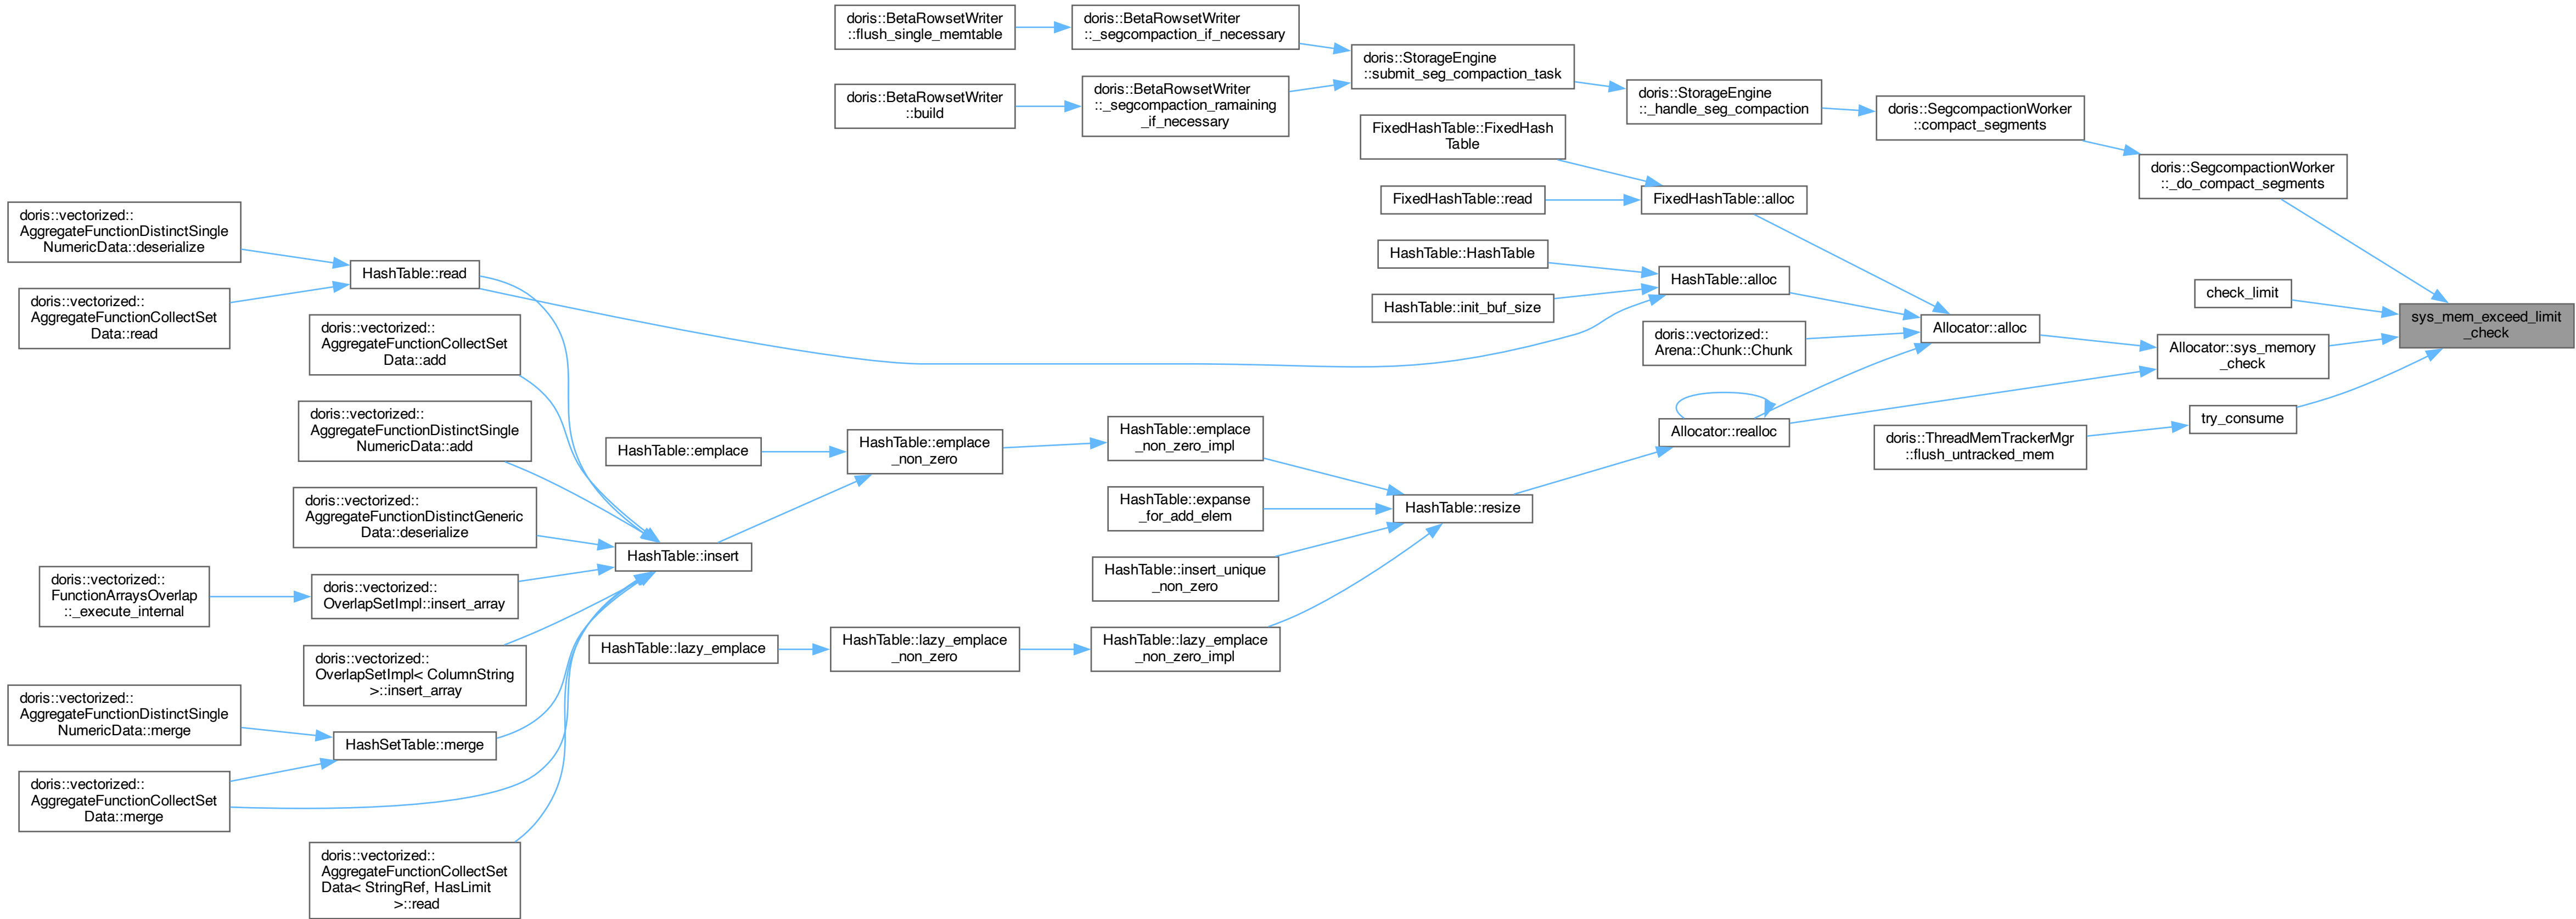 doris::BetaRowsetWriter
::flush_single_memtable
doris::BetaRowsetWriter
::_segcompaction_if_necessary
doris::BetaRowsetWriter
::build
doris::BetaRowsetWriter
::_segcompaction_ramaining
_if_necessary
doris::StorageEngine
::submit_seg_compaction_task
doris::StorageEngine
::_handle_seg_compaction
doris::SegcompactionWorker
::compact_segments
doris::SegcompactionWorker
::_do_compact_segments
FixedHashTable::FixedHash
Table
FixedHashTable::read
FixedHashTable::alloc
HashTable::HashTable
HashTable::init_buf_size
HashTable::alloc
doris::vectorized::
Arena::Chunk::Chunk
Allocator::alloc
Allocator::realloc
check_limit
Allocator::sys_memory
_check
try_consume
doris::ThreadMemTrackerMgr
::flush_untracked_mem
sys_mem_exceed_limit
_check
doris::vectorized::
AggregateFunctionDistinctSingle
NumericData::deserialize
doris::vectorized::
AggregateFunctionCollectSet
Data::read
HashTable::read
doris::vectorized::
AggregateFunctionCollectSet
Data::add
doris::vectorized::
AggregateFunctionDistinctSingle
NumericData::add
doris::vectorized::
AggregateFunctionDistinctGeneric
Data::deserialize
doris::vectorized::
FunctionArraysOverlap
::_execute_internal
doris::vectorized::
OverlapSetImpl::insert_array
doris::vectorized::
OverlapSetImpl< ColumnString
>::insert_array
doris::vectorized::
AggregateFunctionDistinctSingle
NumericData::merge
doris::vectorized::
AggregateFunctionCollectSet
Data::merge
HashSetTable::merge
doris::vectorized::
AggregateFunctionCollectSet
Data< StringRef, HasLimit
>::read
HashTable::insert
HashTable::emplace
HashTable::emplace
_non_zero
HashTable::emplace
_non_zero_impl
HashTable::expanse
_for_add_elem
HashTable::insert_unique
_non_zero
HashTable::lazy_emplace
HashTable::lazy_emplace
_non_zero
HashTable::lazy_emplace
_non_zero_impl
HashTable::resize